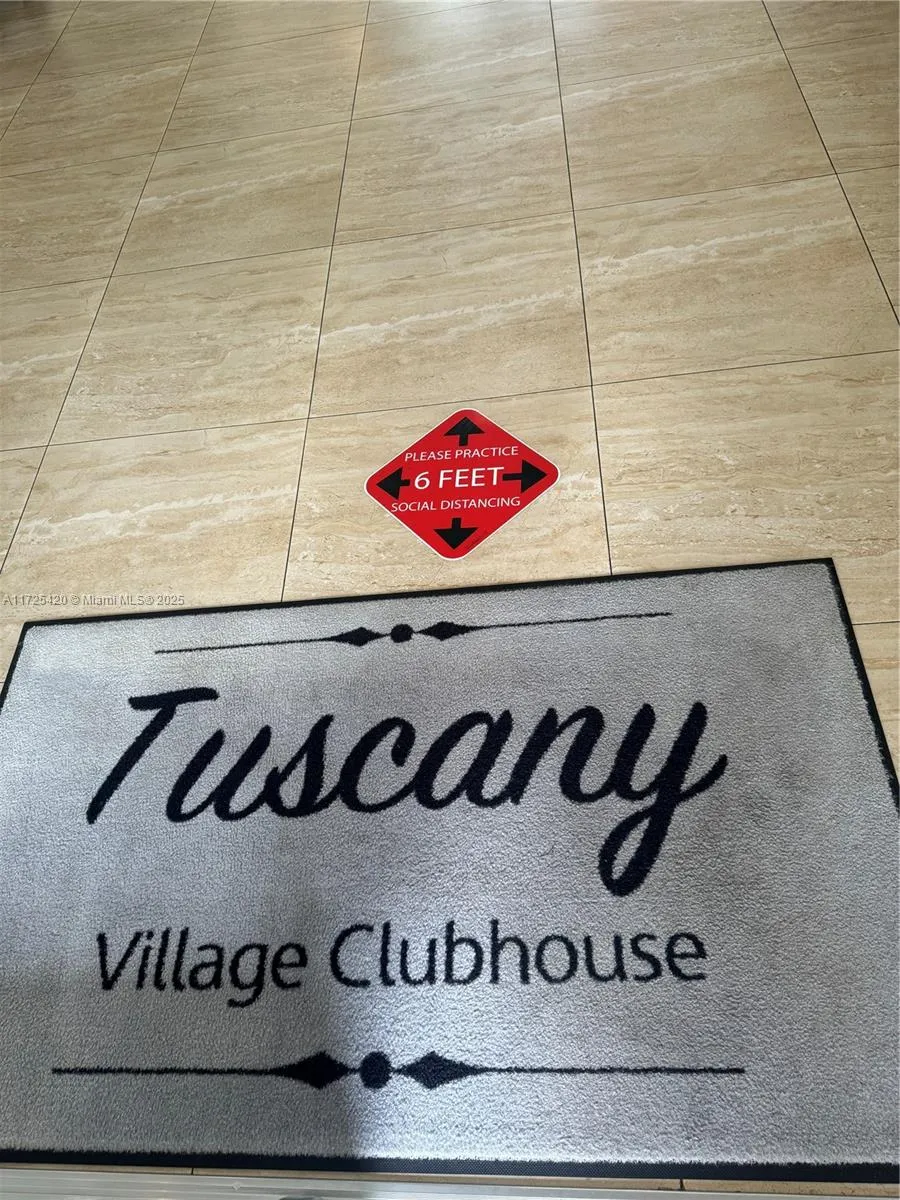 PLEASE PRACTICE
6 FEET
SOCIAL DISTANCING
A11725420 © Miami MLS® 2025
Tuscany
Village Clubhouse